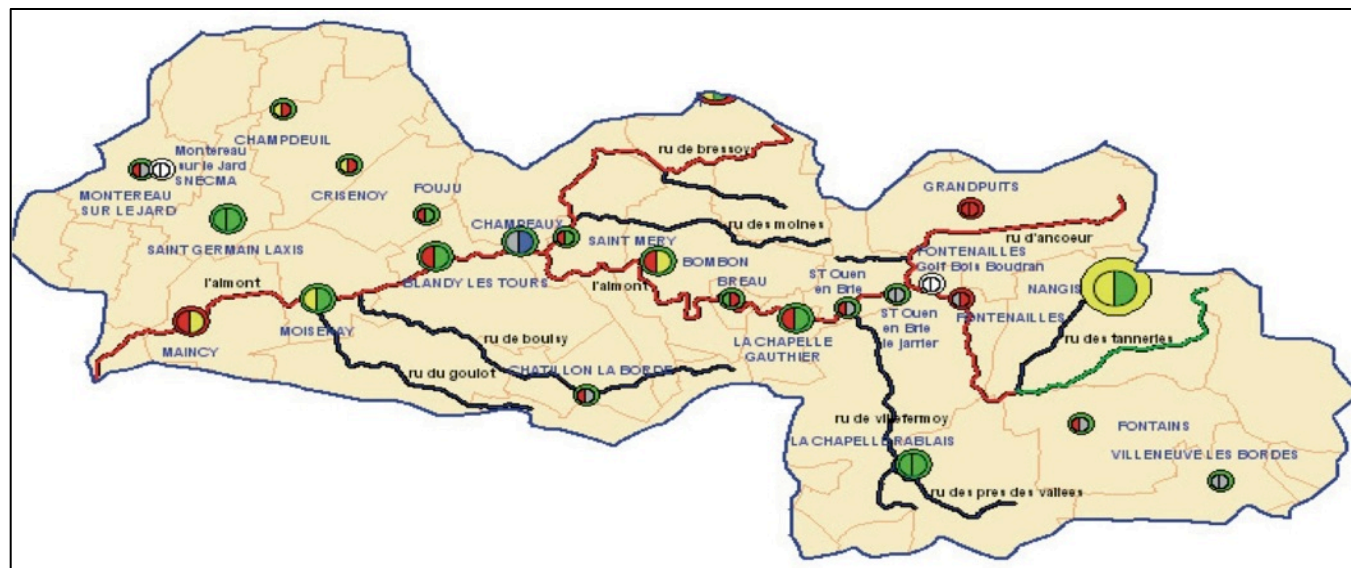 ru de bressoy
CHAMPDEUIL
Montereau
sur le Jard
SNECMA
MONTEREAU
SUR LE JARD
CRISENOY
FOUJU
GRANDPUITS
CHAMPEAUX
ru des moines
SAINT MERY
SAINT GERMAIN LAXIS
FONTENAILLES
Golf Bois Boudran
ru d'ancoeur
BOMBON
l'almont
BLANDY LES TOURS
l'almont
BREAU
ST Ouen
en Brie
NANGIS
MOISENAY
MAINCY
LA CHAPELLE
GAUTHIER
ST Ouen
en Brie
le jarrier
FONTENAILLES
ru des tanneries
ru de bouisy
ru du goulot
CHATILLON LA BORDE
ru de villefermoy
LA CHAPELLE RABLAIS
FONTAINS
VILLENEUVE LES BORDES
ru des pres des vallees